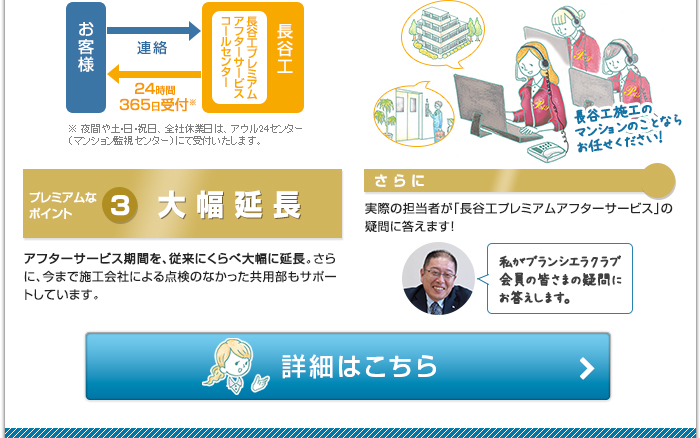 お客様
連絡
24時間
365日受付※
長谷工プレミアム
アフターサービス
コールセンター
長谷工
※ 夜間や土・日・祝日、全社休業日は、アウル24センター
（マンション監視センター）にて受付いたします。
長谷工施工の
マンションのことなら
お任せください!
プレミアムな
ポイント
3
大幅延長
アフターサービス期間を、従来にくらべ大幅に延長。さら
に、今まで施工会社による点検のなかった共用部もサポー
トしています。
さらに
実際の担当者が「長谷工プレミアムアフターサービス」の
疑問に答えます!
私がブランシエラクラブ
会員の皆さまの疑問に
お答えします。
詳細はこちら